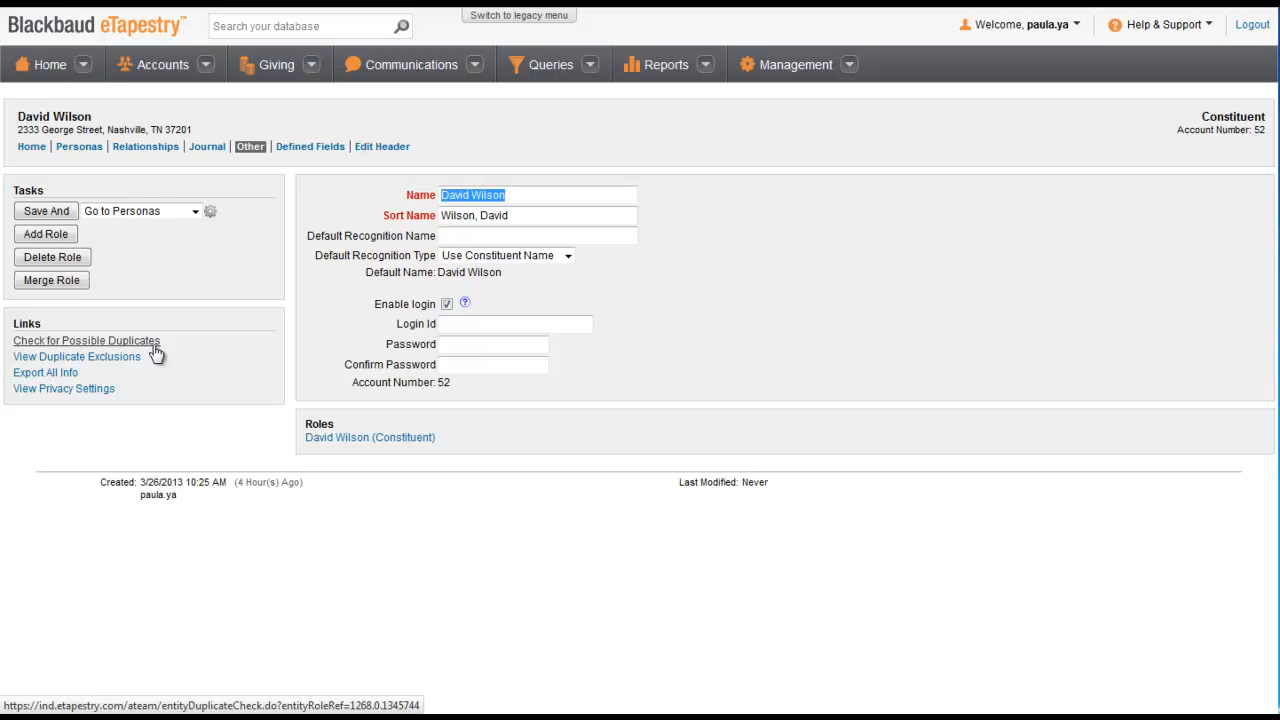 Switch to legacy menu
Blackbaud eTapestry™ Search your database Welcome, paula.ya Help & Support Logout
Home Accounts Giving Communications Queries Reports Management
David Wilson Constituent
2333 George Street, Nashville, TN 37201 Account Number: 52
Home | Personas | Relationships | Journal | Other | Defined Fields | Edit Header
Tasks
Save And Go to Personas
Add Role
Delete Role
Merge Role
Links
Check for Possible Duplicates
View Duplicate Exclusions
Export All Info
View Privacy Settings
Name David Wilson
Sort Name Wilson, David
Default Recognition Name
Default Recognition Type Use Constituent Name
Default Name: David Wilson
Enable login ?
Login Id
Password
Confirm Password
Account Number: 52
Roles
David Wilson (Constituent)
Created: 3/26/2013 10:25 AM (4 Hour(s) Ago) Last Modified: Never
paula.ya
https://ind.etapestry.com/ateam/entityDuplicateCheck.do?entityRoleRef=1268.0.1345744